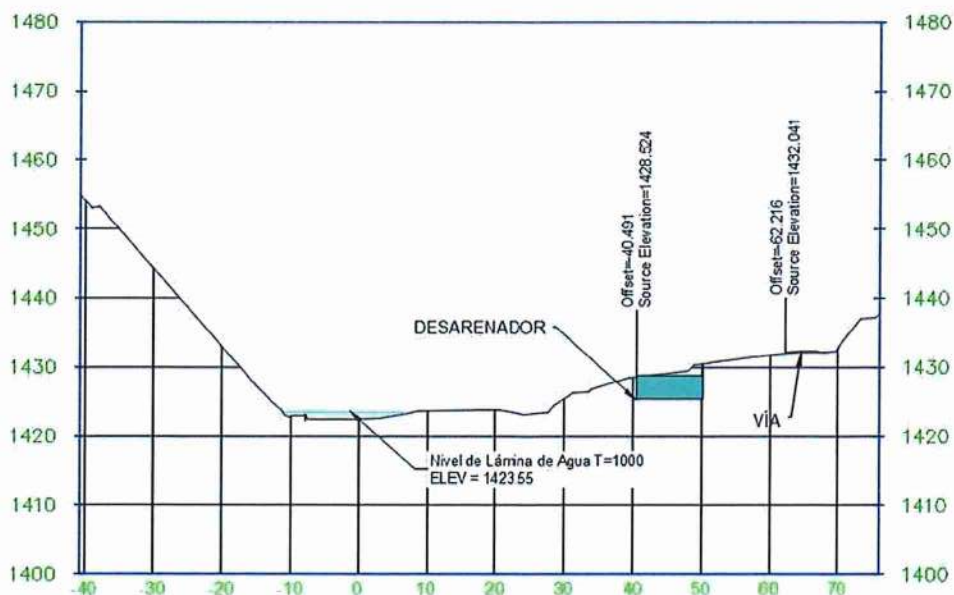 1480
1480
1470
1470
1460
1460
1450
1450
1440
1440
1430
1430
1420
1420
1410
1410
1400
1400
Offset=-40.491
Source Elevation=1428.524
Offset=-62.216
Source Elevation=1432.041
DESARENADOR
VÍA
Nivel de Lámina de Agua T=1000
ELEV = 1423.55
-40 -30 -20 -10 0 10 20 30 40 50 60 70